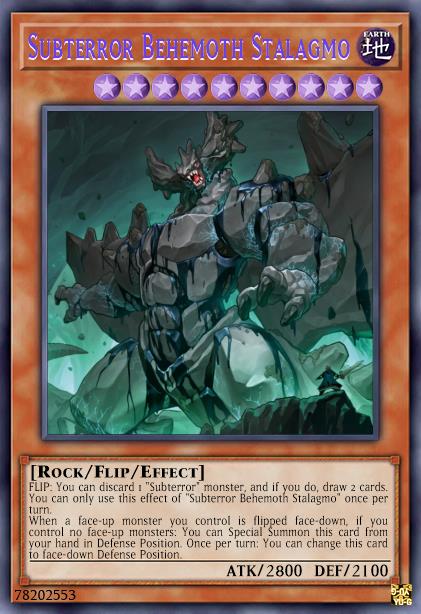 SUBTERROR BEHEMOTH STALAGMO
EARTH
地
[ROCK/FLIP/EFFECT]
FLIP: You can discard 1 "Subterror" monster, and if you do, draw 2 cards.
You can only use this effect of "Subterror Behemoth Stalagmo" once per
turn.
When a face-up monster you control is flipped face-down, if you
control no face-up monsters: You can Special Summon this card from
your hand in Defense Position. Once per turn: You can change this card
to face-down Defense Position.
ATK/2800 DEF/2100
78202553